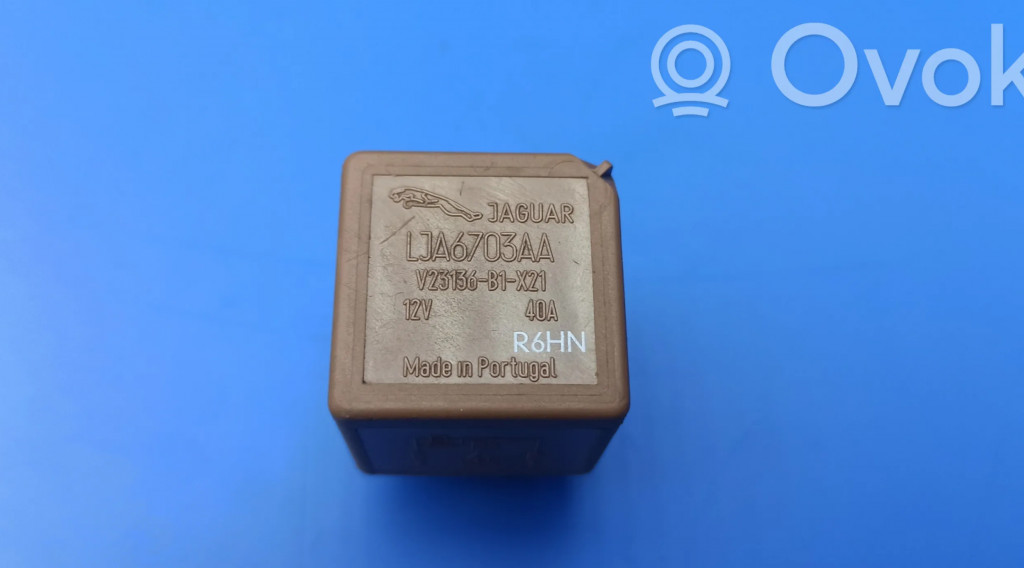 Ovok
JAGUAR
LJA6703AA
V23136-B1-X21
12V 40A
R6HN
Made in Portugal